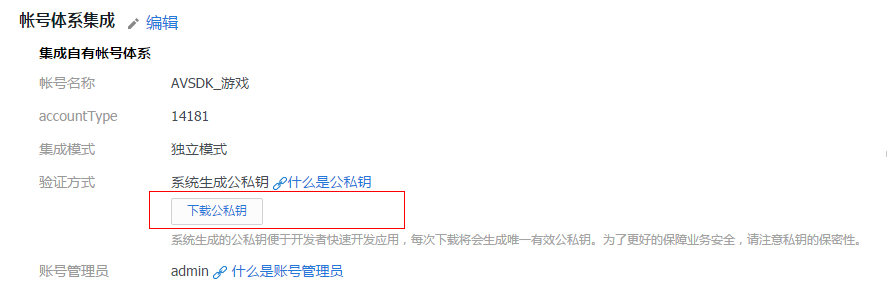 帐号体系集成 编辑
集成自有帐号体系
帐号名称 AVSDK_游戏
accountType 14181
集成模式 独立模式
验证方式 系统生成公私钥 什么是公私钥
下载公私钥
系统生成的公私钥便于开发者快速开发应用，每次下载将会生成唯一有效公私钥。为了更好的保障业务安全，请注意私钥的保密性。
账号管理员 admin 什么是账号管理员